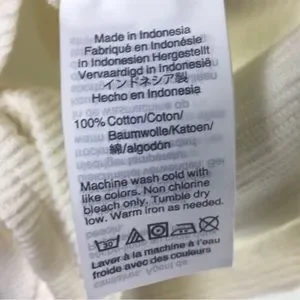 Made in Indonesia
Fabriqué en Indonésie
in Indonesien Hergestellt
Vervaardigd in Indonesië
インドネシア製
Hecho en Indonesia
100% Cotton/Coton/
Baumwolle/Katoen/
綿/algodón
Machine wash cold with
like colors. Non chlorine
bleach only. Tumble dry
low. Warm iron as needed.
Laver à la machine à l'eau
froide avec des couleurs